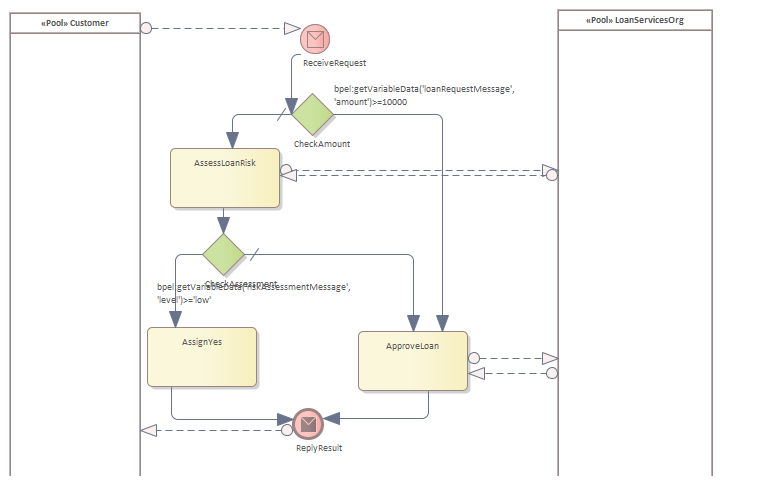 «Pool» Customer
«Pool» LoanServicesOrg
ReceiveRequest
bpel:getVariableData('loanRequestMessage',
'amount')>=10000
CheckAmount
AssessLoanRisk
CheckAssessment
bpel:getVariableData('riskAssessmentMessage',
'level')>='low'
AssignYes
ApproveLoan
ReplyResult